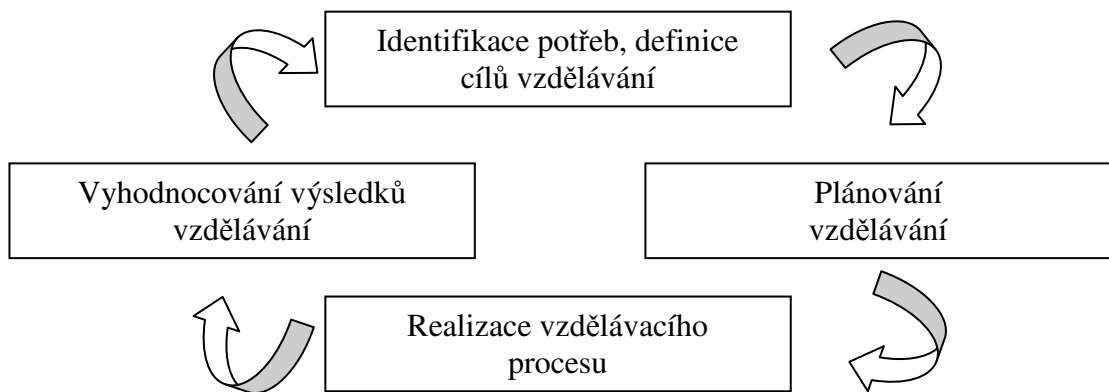 Identifikace potřeb, definice
cílů vzdělávání
Vyhodnocování výsledků
vzdělávání
Plánování
vzdělávání
Realizace vzdělávacího
procesu